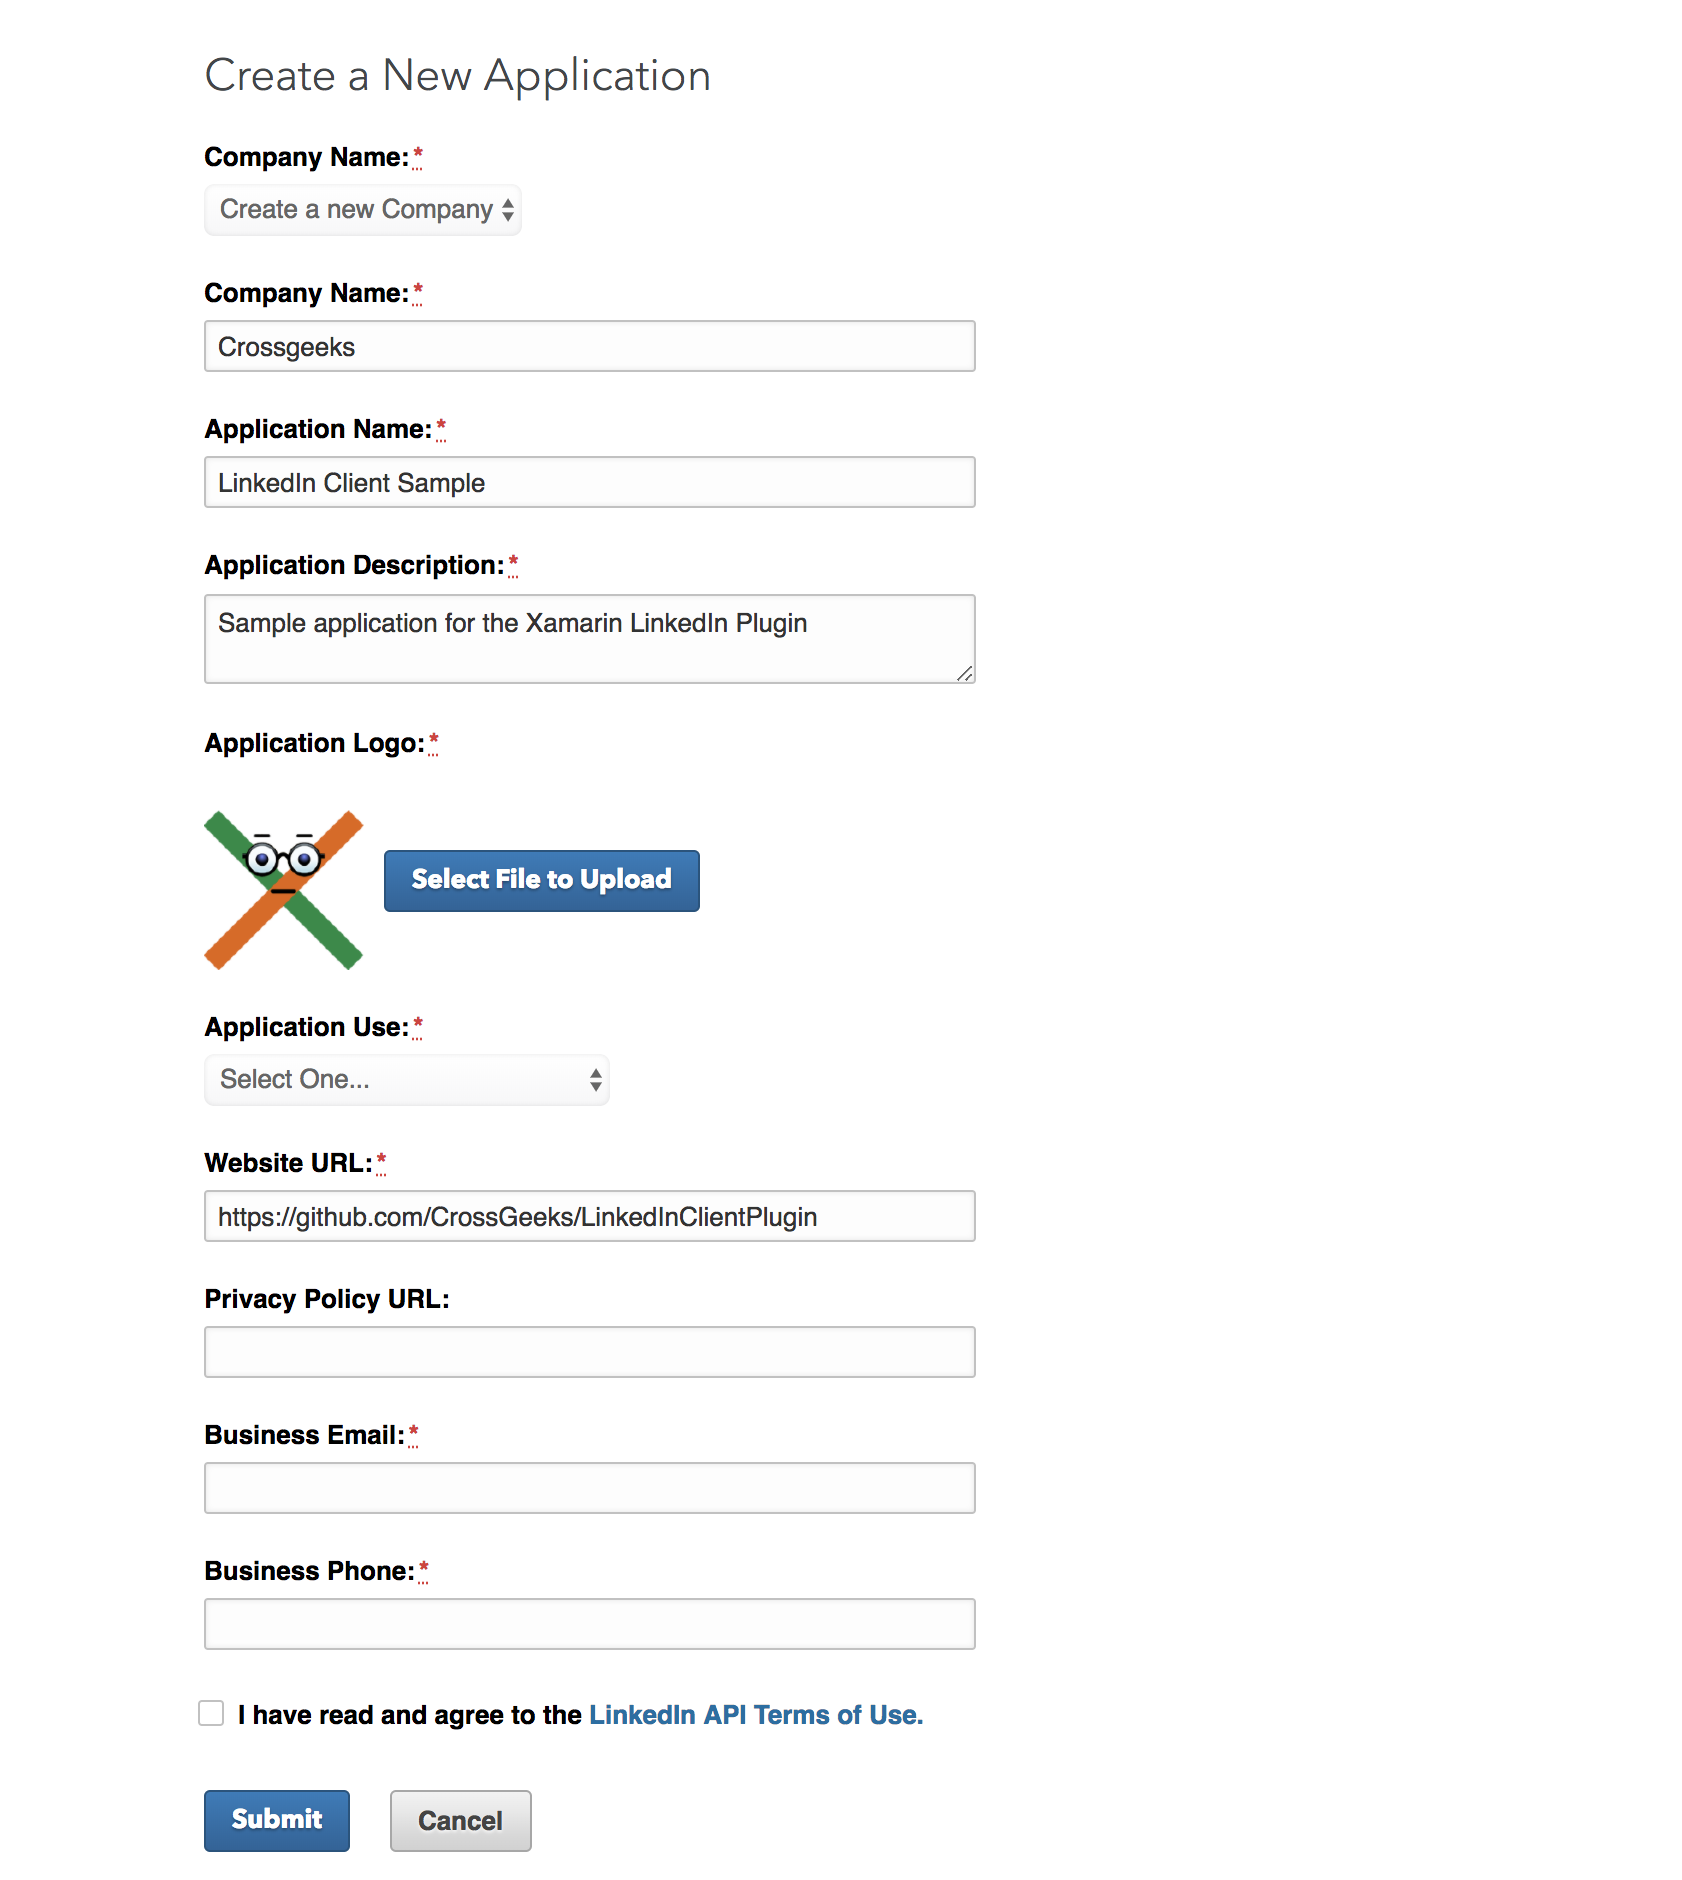 Create a New Application
Company Name:*
Create a new Company
Company Name:*
Crossgeeks
Application Name:*
LinkedIn Client Sample
Application Description:*
Sample application for the Xamarin LinkedIn Plugin
Application Logo:*
Select File to Upload
Application Use:*
Select One...
Website URL:*
https://github.com/CrossGeeks/LinkedInClientPlugin
Privacy Policy URL:
Business Email:*
Business Phone:*
I have read and agree to the LinkedIn API Terms of Use.
Submit Cancel